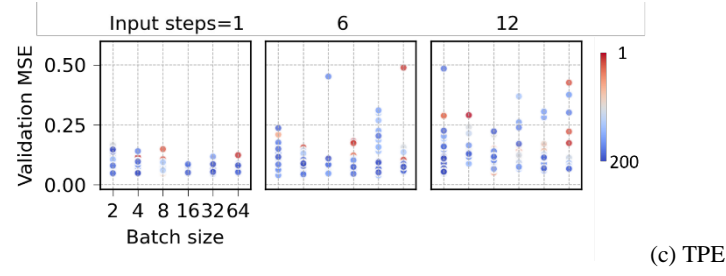 Input steps=1 6 12
Validation MSE
0.50
0.25
0.00
2 4 8 16 32 64
Batch size
1
200
(c) TPE